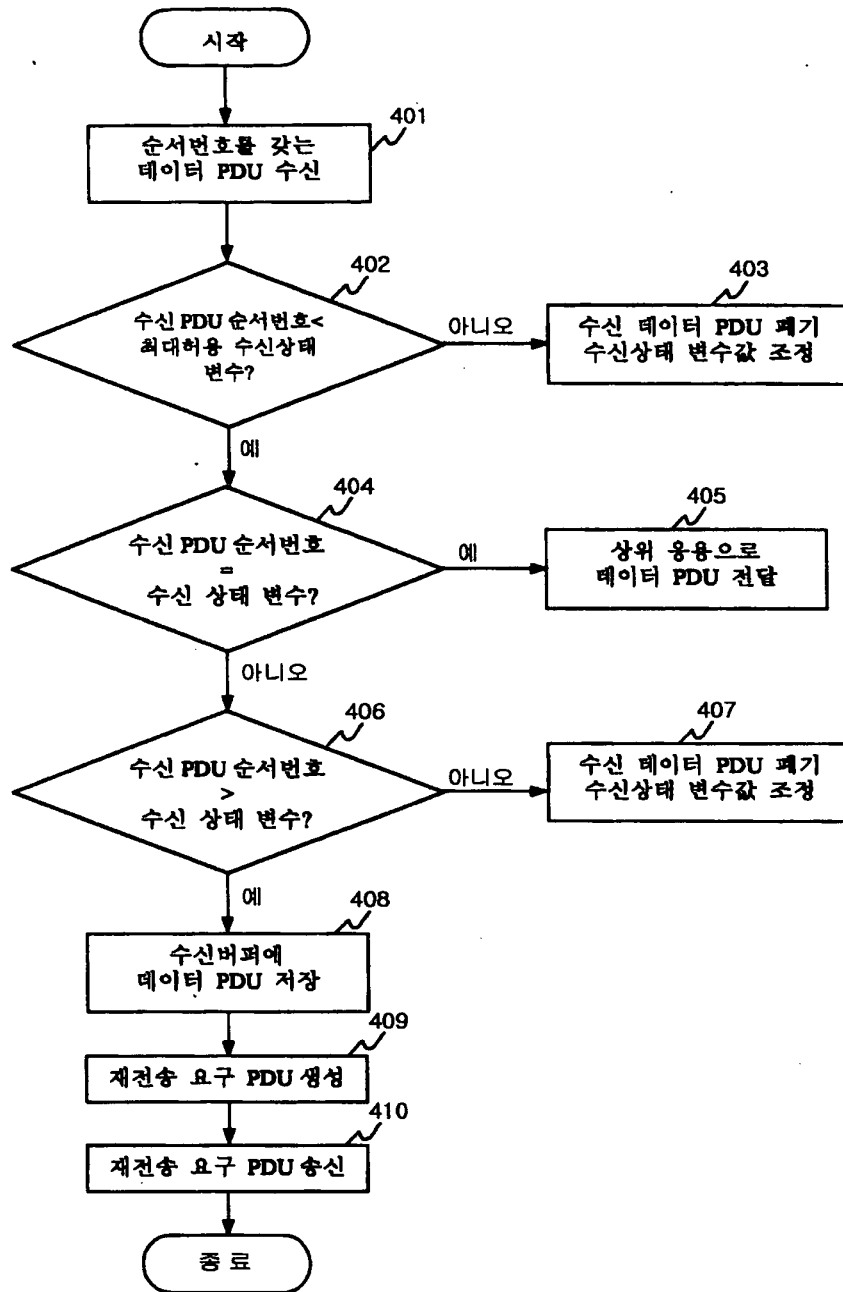 시작
401
순서번호를 갖는
데이터 PDU 수신
402
수신 PDU 순서번호<
최대허용 수신상태
변수?
아니오
403
수신 데이터 PDU 폐기
수신상태 변수값 조정
예
404
수신 PDU 순서번호
=
수신 상태 변수?
예
405
상위 응용으로
데이터 PDU 전달
아니오
406
수신 PDU 순서번호
>
수신 상태 변수?
아니오
407
수신 데이터 PDU 폐기
수신상태 변수값 조정
예
408
수신버퍼에
데이터 PDU 저장
409
재전송 요구 PDU 생성
410
재전송 요구 PDU 송신
종료